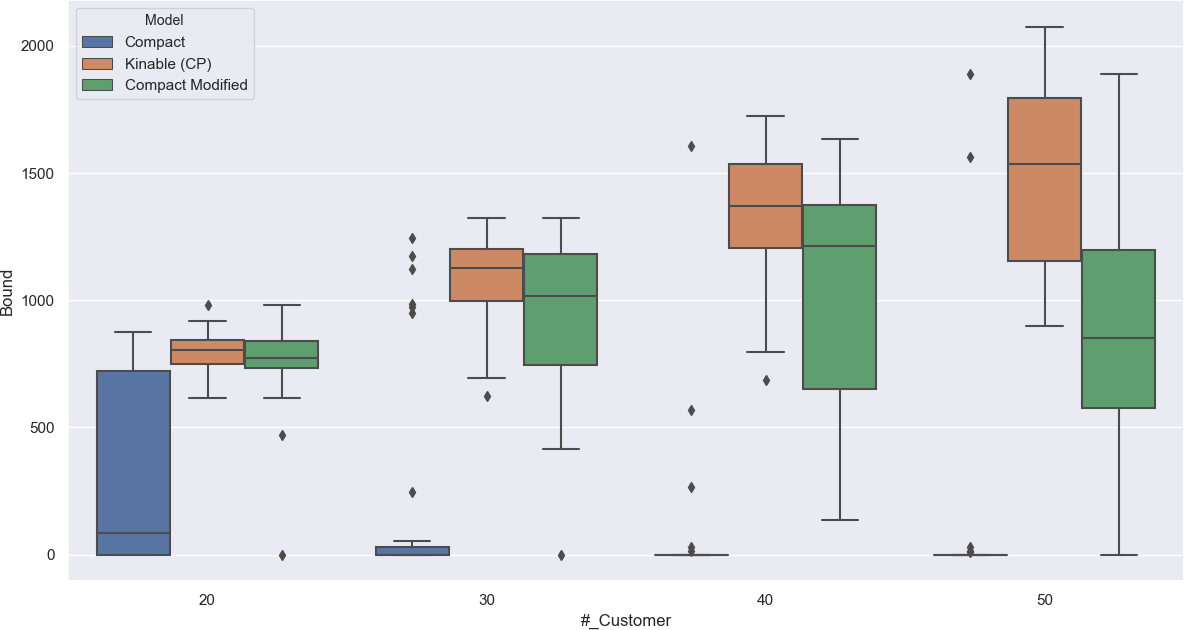 Model
Compact
Kinable (CP)
Compact Modified
2000
1500
1000
500
0
Bound
20
30
40
50
#_Customer